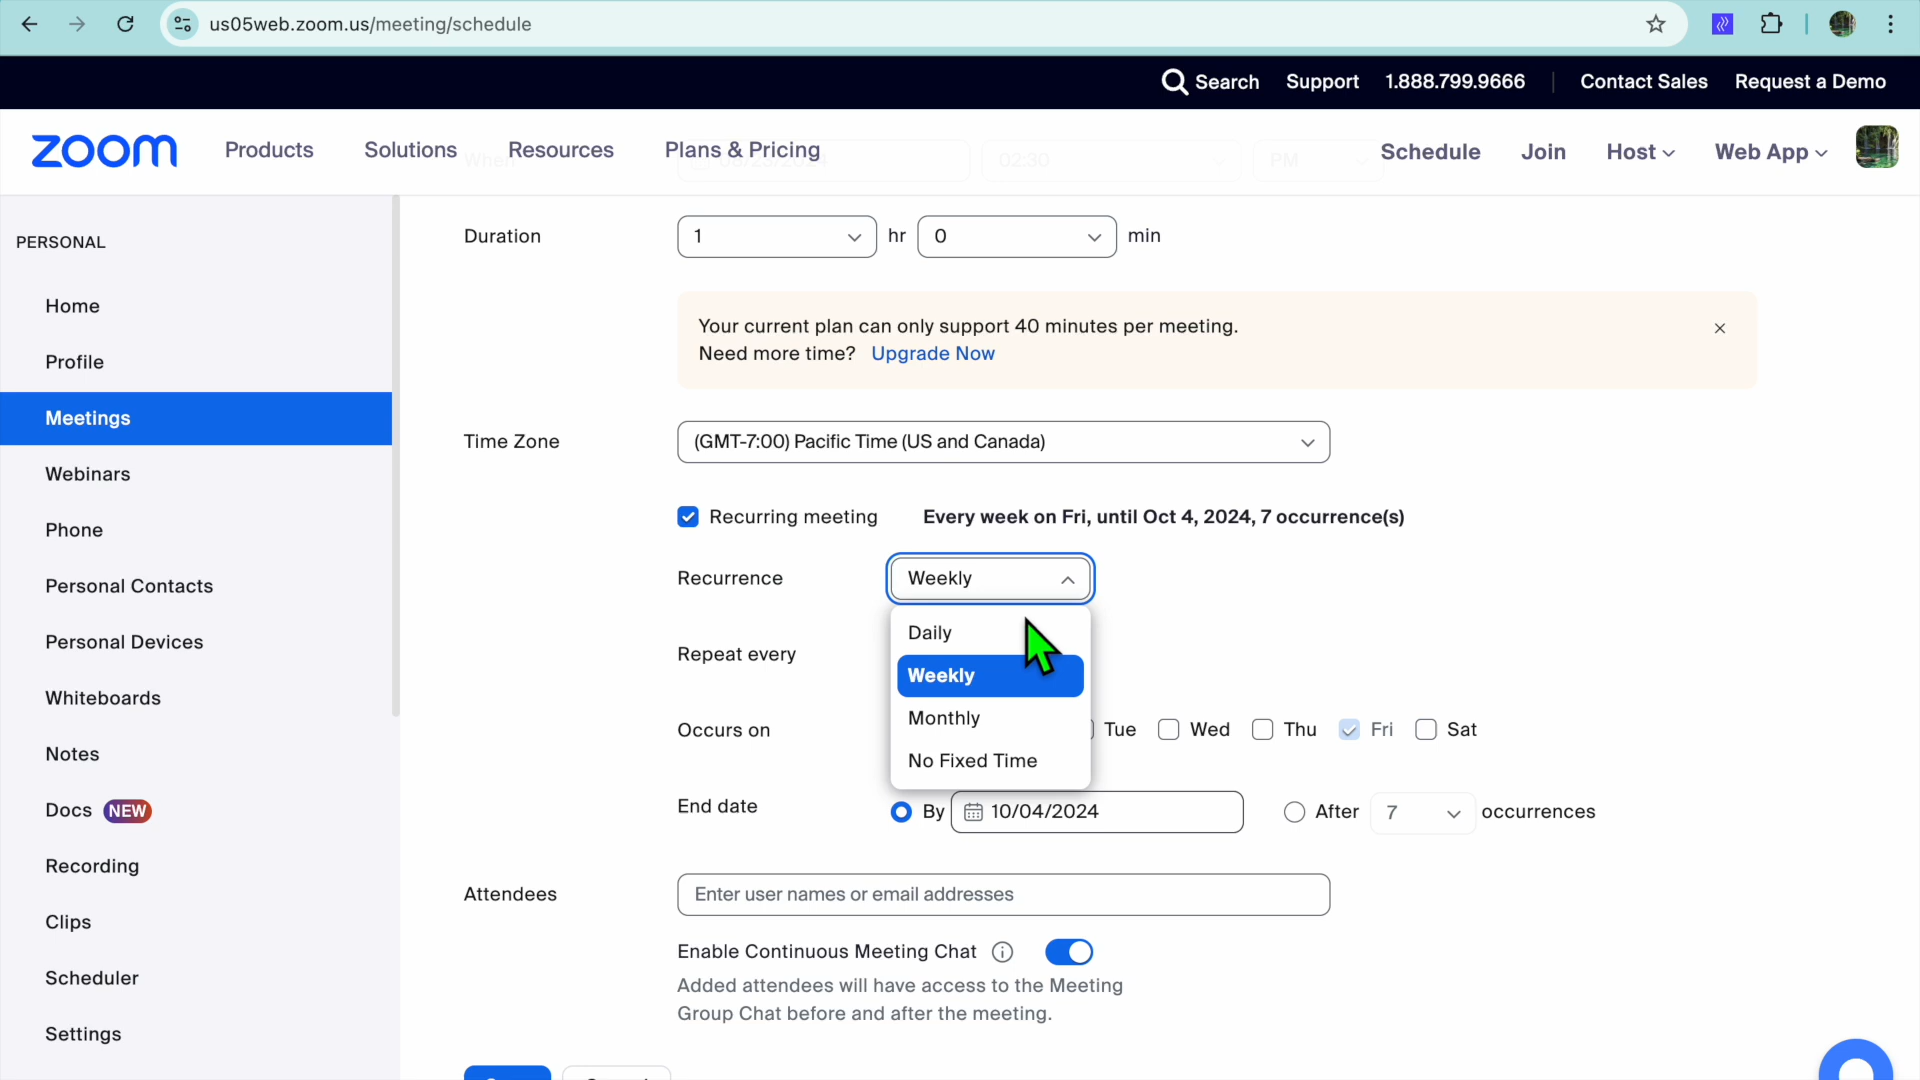 us05web.zoom.us/meeting/schedule
Search Support 1.888.799.9666 Contact Sales Request a Demo
zoom Products Solutions Resources Plans & Pricing Schedule Join Host Web App
When 02:30 PM
PERSONAL
Home
Profile
Meetings
Webinars
Phone
Personal Contacts
Personal Devices
Whiteboards
Notes
Docs NEW
Recording
Clips
Scheduler
Settings
Duration 1 hr 0 min
Your current plan can only support 40 minutes per meeting.
Need more time? Upgrade Now
Time Zone (GMT-7:00) Pacific Time (US and Canada)
Recurring meeting Every week on Fri, until Oct 4, 2024, 7 occurrence(s)
Recurrence Weekly
Daily
Weekly
Monthly
No Fixed Time
Repeat every
Occurs on Tue Wed Thu Fri Sat
End date By 10/04/2024 After 7 occurrences
Attendees Enter user names or email addresses
Enable Continuous Meeting Chat
Added attendees will have access to the Meeting
Group Chat before and after the meeting.